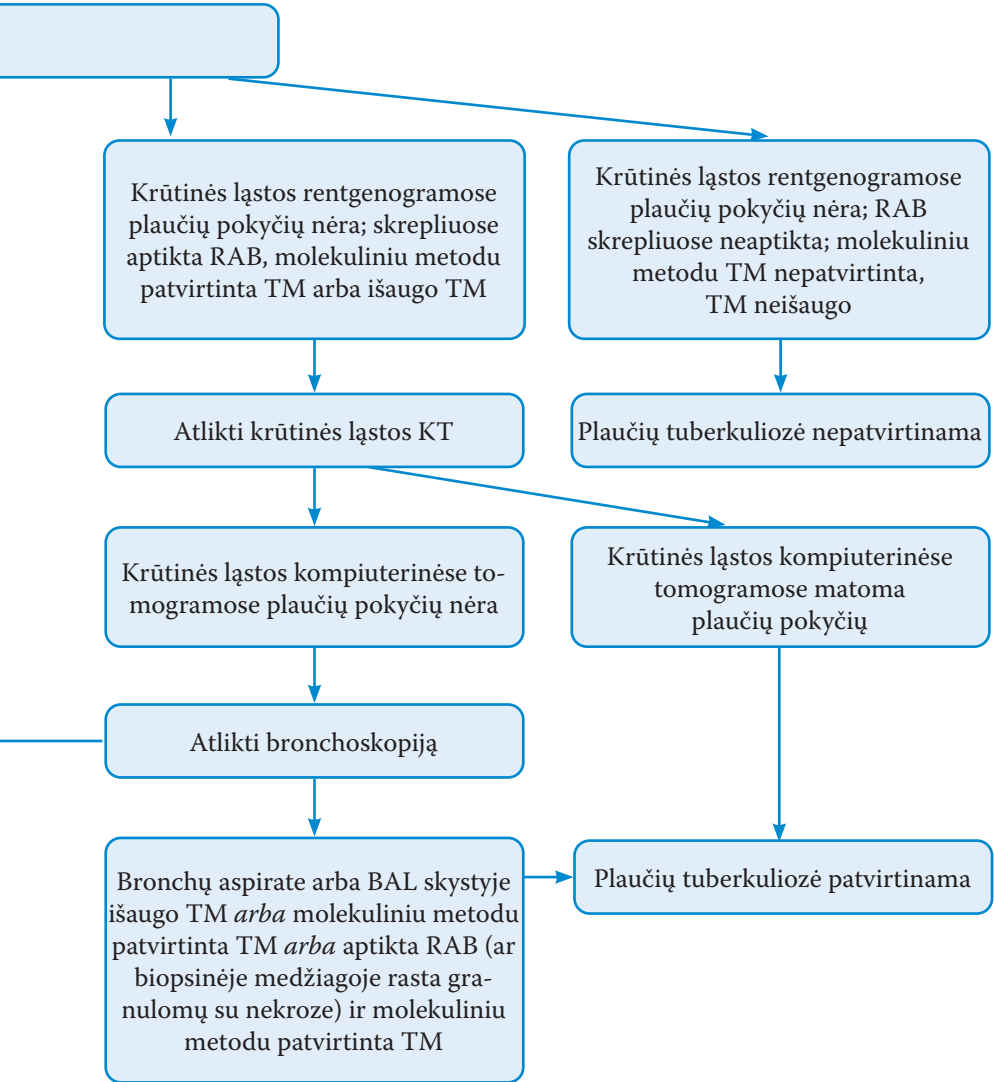 Krūtinės ląstos rentgenogramose
plaučių pokyčių nėra; skrepliuose
aptikta RAB, molekuliniu metodu
patvirtinta TM arba išaugo TM
Krūtinės ląstos rentgenogramose
plaučių pokyčių nėra; RAB
skrepliuose neaptikta; molekuliniu
metodu TM nepatvirtinta,
TM neišaugo
Atlikti krūtinės ląstos KT
Plaučių tuberkuliozė nepatvirtinama
Krūtinės ląstos kompiuterinėse to-
mogramose plaučių pokyčių nėra
Krūtinės ląstos kompiuterinėse
tomogramose matoma
plaučių pokyčių
Atlikti bronchoskopiją
Bronchų aspirate arba BAL skystyje
išaugo TM arba molekuliniu metodu
patvirtinta TM arba aptikta RAB (ar
biopsinėje medžiagoje rasta gra-
nulomų su nekroze) ir molekuliniu
metodu patvirtinta TM
Plaučių tuberkuliozė patvirtinama